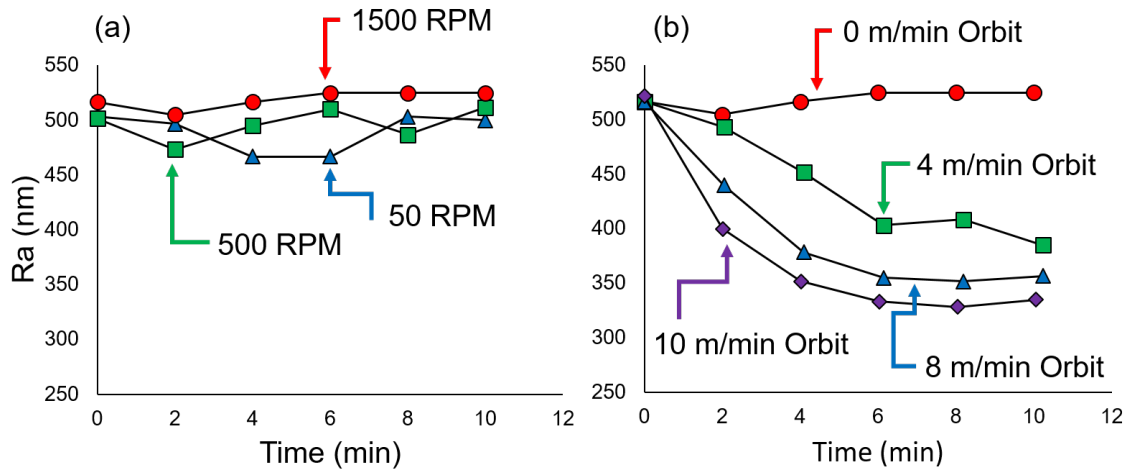 (a)
1500 RPM
550
500
450
400
350
300
250
Ra (nm)
500 RPM
50 RPM
0
2
4
6
8
10
12
Time (min)
(b)
0 m/min Orbit
550
500
450
400
350
300
250
4 m/min Orbit
10 m/min Orbit
8 m/min Orbit
0
2
4
6
8
10
12
Time (min)